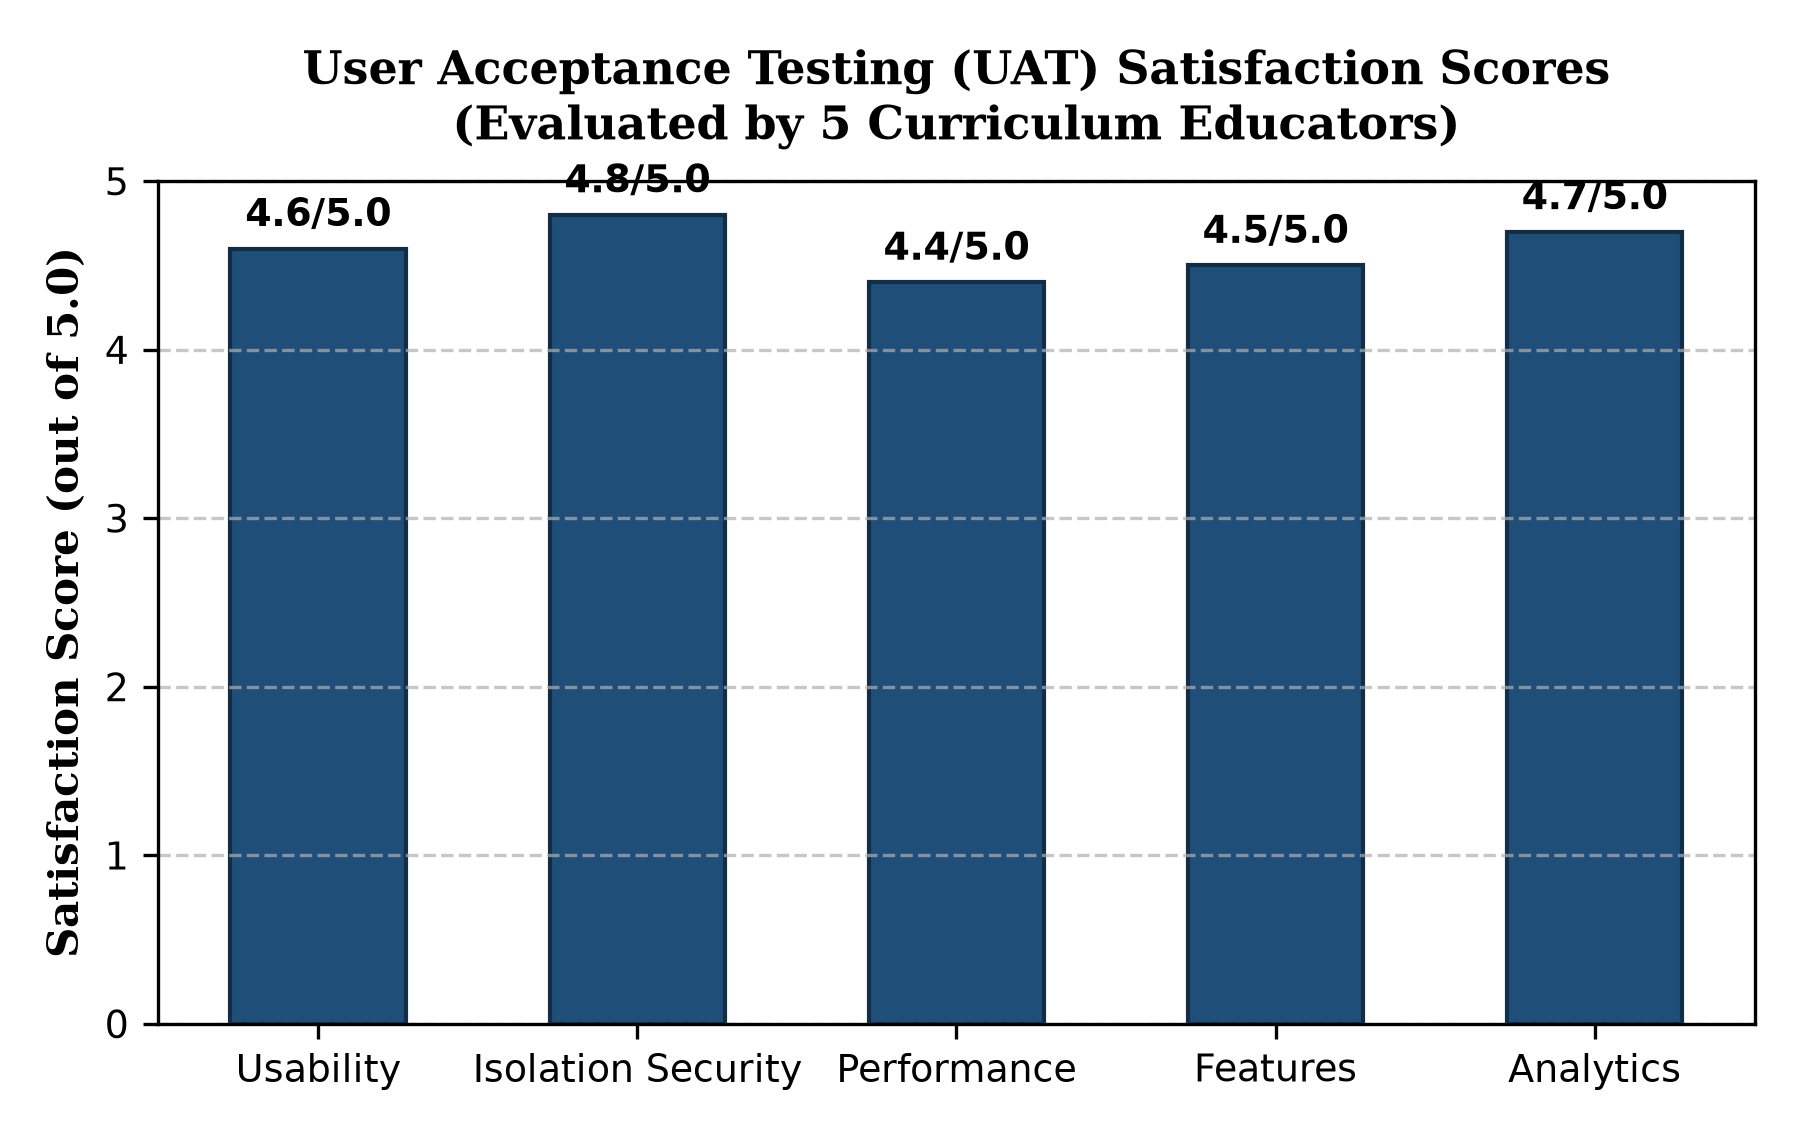 User Acceptance Testing (UAT) Satisfaction Scores
(Evaluated by 5 Curriculum Educators)
Satisfaction Score (out of 5.0)
5
4
3
2
1
0
4.6/5.0
4.8/5.0
4.4/5.0
4.5/5.0
4.7/5.0
Usability
Isolation Security
Performance
Features
Analytics